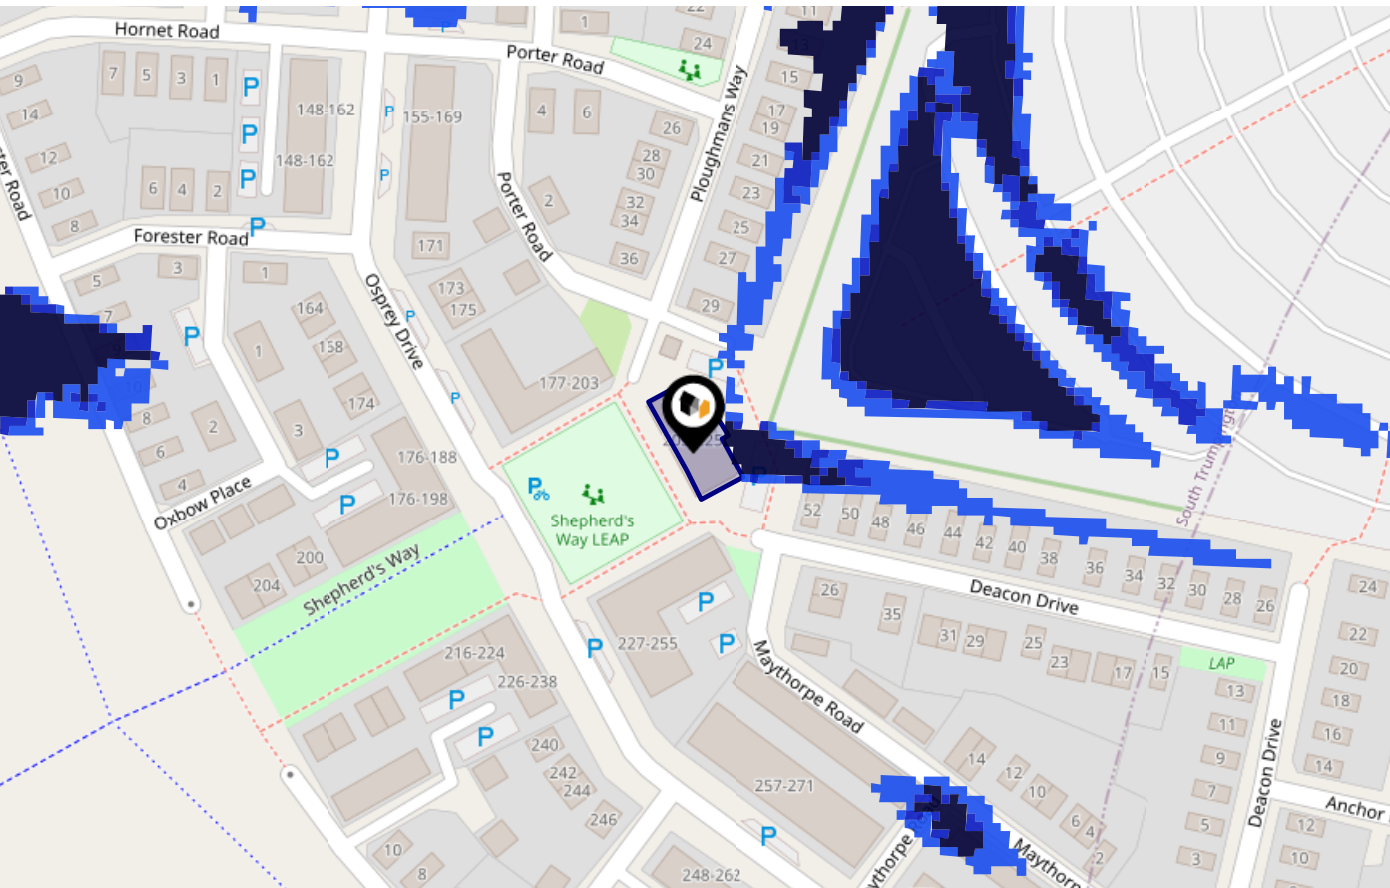 Hornet Road
Porter Road
1
22
24
11
13
15
17
19
21
23
25
27
29
Ploughmans Way
9
14
12
10
8
7
5
3
1
P
P
P
148-162
148-162
6
4
2
P
P
155-169
171
4
6
26
28
30
32
34
36
2
Porter Road
Forester Road
P
5
7
3
1
P
164
158
174
1
2
3
8
6
4
10
Osprey Drive
P
P
173
175
177-203
P
176-188
176-198
P
P
Oxbow Place
200
204
Shepherd's Way
Shepherd's
Way LEAP
P
P
52
50
48
46
44
42
40
38
36
34
32
30
28
26
Deacon Drive
South Trumpingt
26
35
31
29
25
23
17
15
LAP
24
22
20
18
16
14
13
11
9
7
5
3
Deacon Drive
Anchor
12
10
216-224
226-238
P
P
227-255
P
P
P
Maythorpe Road
240
242
244
246
257-271
P
248-262
10
8
14
12
10
6
4
2
Maythorp
ythorpe
ter Road